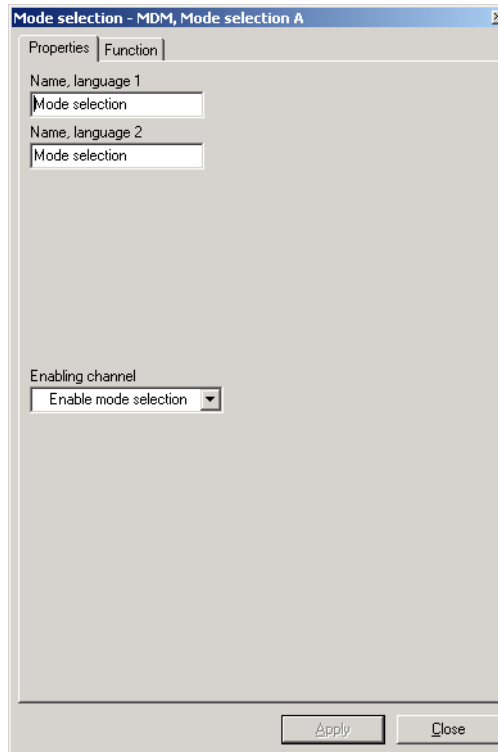 Mode selection - MDM, Mode selection A
Properties Function
Name, language 1
Mode selection
Name, language 2
Mode selection
Enabling channel
Enable mode selection
Apply Close